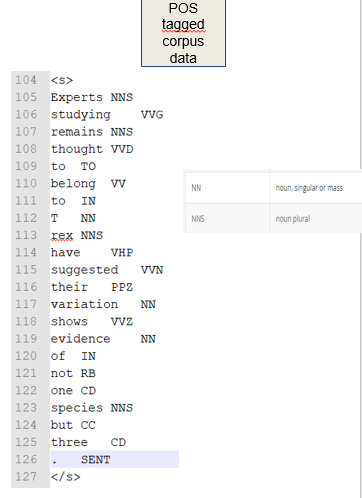 POS
tagged
corpus
data
104 <s>
105 Experts NNS
106 studying VVG
107 remains NNS
108 thought VVD
109 to TO
110 belong VV
111 to IN
112 T NN
113 rex NNS
114 have VHP
115 suggested VVN
116 their PPZ
117 variation NN
118 shows VVZ
119 evidence NN
120 of IN
121 not RB
122 one CD
123 species NNS
124 but CC
125 three CD
126 . SENT
127 </s>
NN noun, singular or mass
NNS noun plural